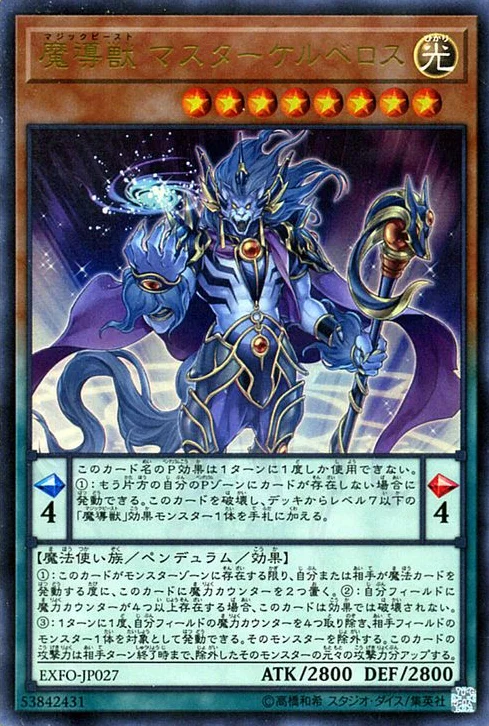 マジックビースト
魔導獣 マスターケルベロス
ひかり
光
このカード名のP効果は1ターンに1度しか使用できない。
①:もう片方の自分のPゾーンにカードが存在しない場合に
発動できる。このカードを破壊し、デッキからレベル7以下の
「魔導獣」効果モンスター1体を手札に加える。
4
4
【魔法使い族/ペンデュラム/効果】
①:このカードがモンスターゾーンに存在する限り、自分または相手が魔法カードを
発動する度に、このカードに魔力カウンターを2つ置く。②:自分フィールドに
魔力カウンターが4つ以上存在する場合、このカードは効果では破壊されない。
③:1ターンに1度、自分フィールドの魔力カウンターを4つ取り除き、相手フィールドの
モンスター1体を対象として発動できる。そのモンスターを除外する。このカードの
攻撃力は相手ターン終了時まで、除外したそのモンスターの元々の攻撃力分アップする。
EXFO-JP027 ATK/2800 DEF/2800
53842431 ©高橋和希 スタジオ・ダイス/集英社